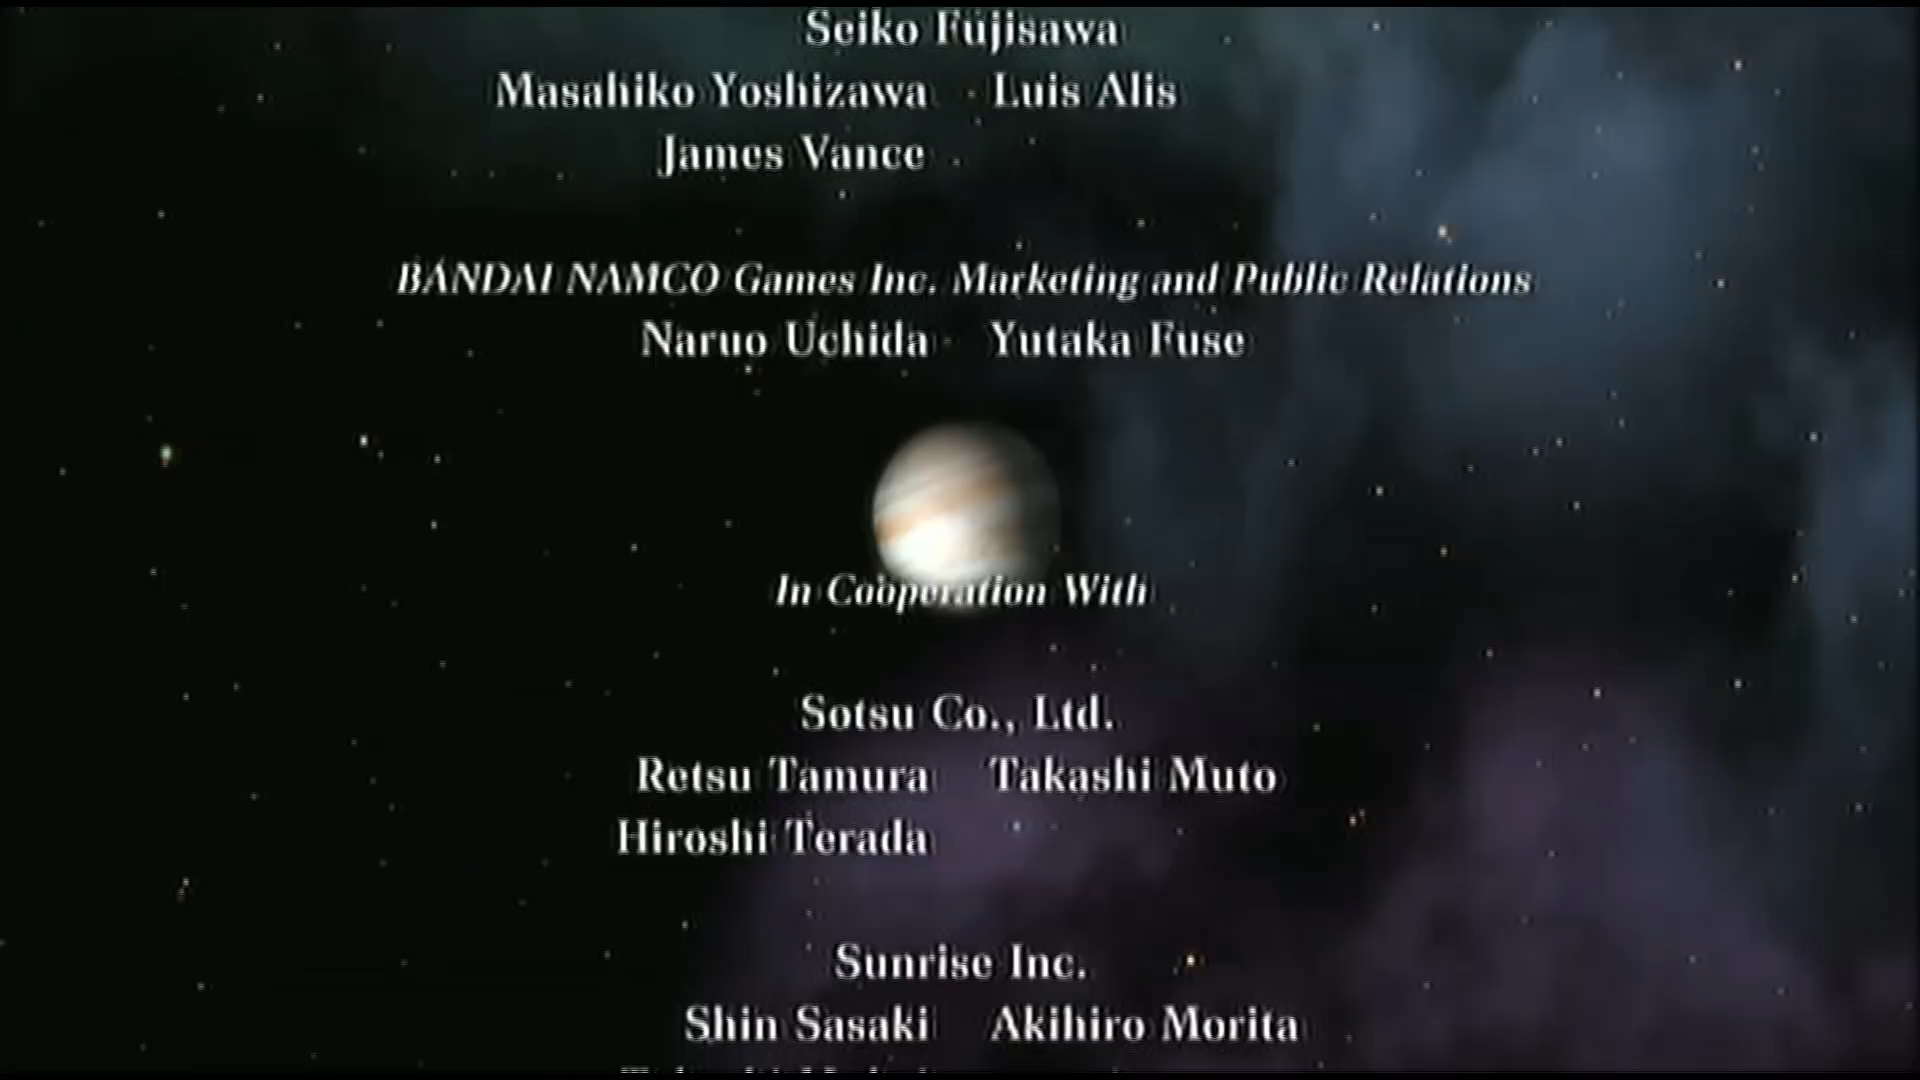 Seiko Fujisawa
Masahiko Yoshizawa Luis Alis
James Vance
BANDAI NAMCO Games Inc. Marketing and Public Relations
Naruo Uchida Yutaka Fuse
In Cooperation With
Sotsu Co., Ltd.
Retsu Tamura Takashi Muto
Hiroshi Terada
Sunrise Inc.
Shin Sasaki Akihiro Morita